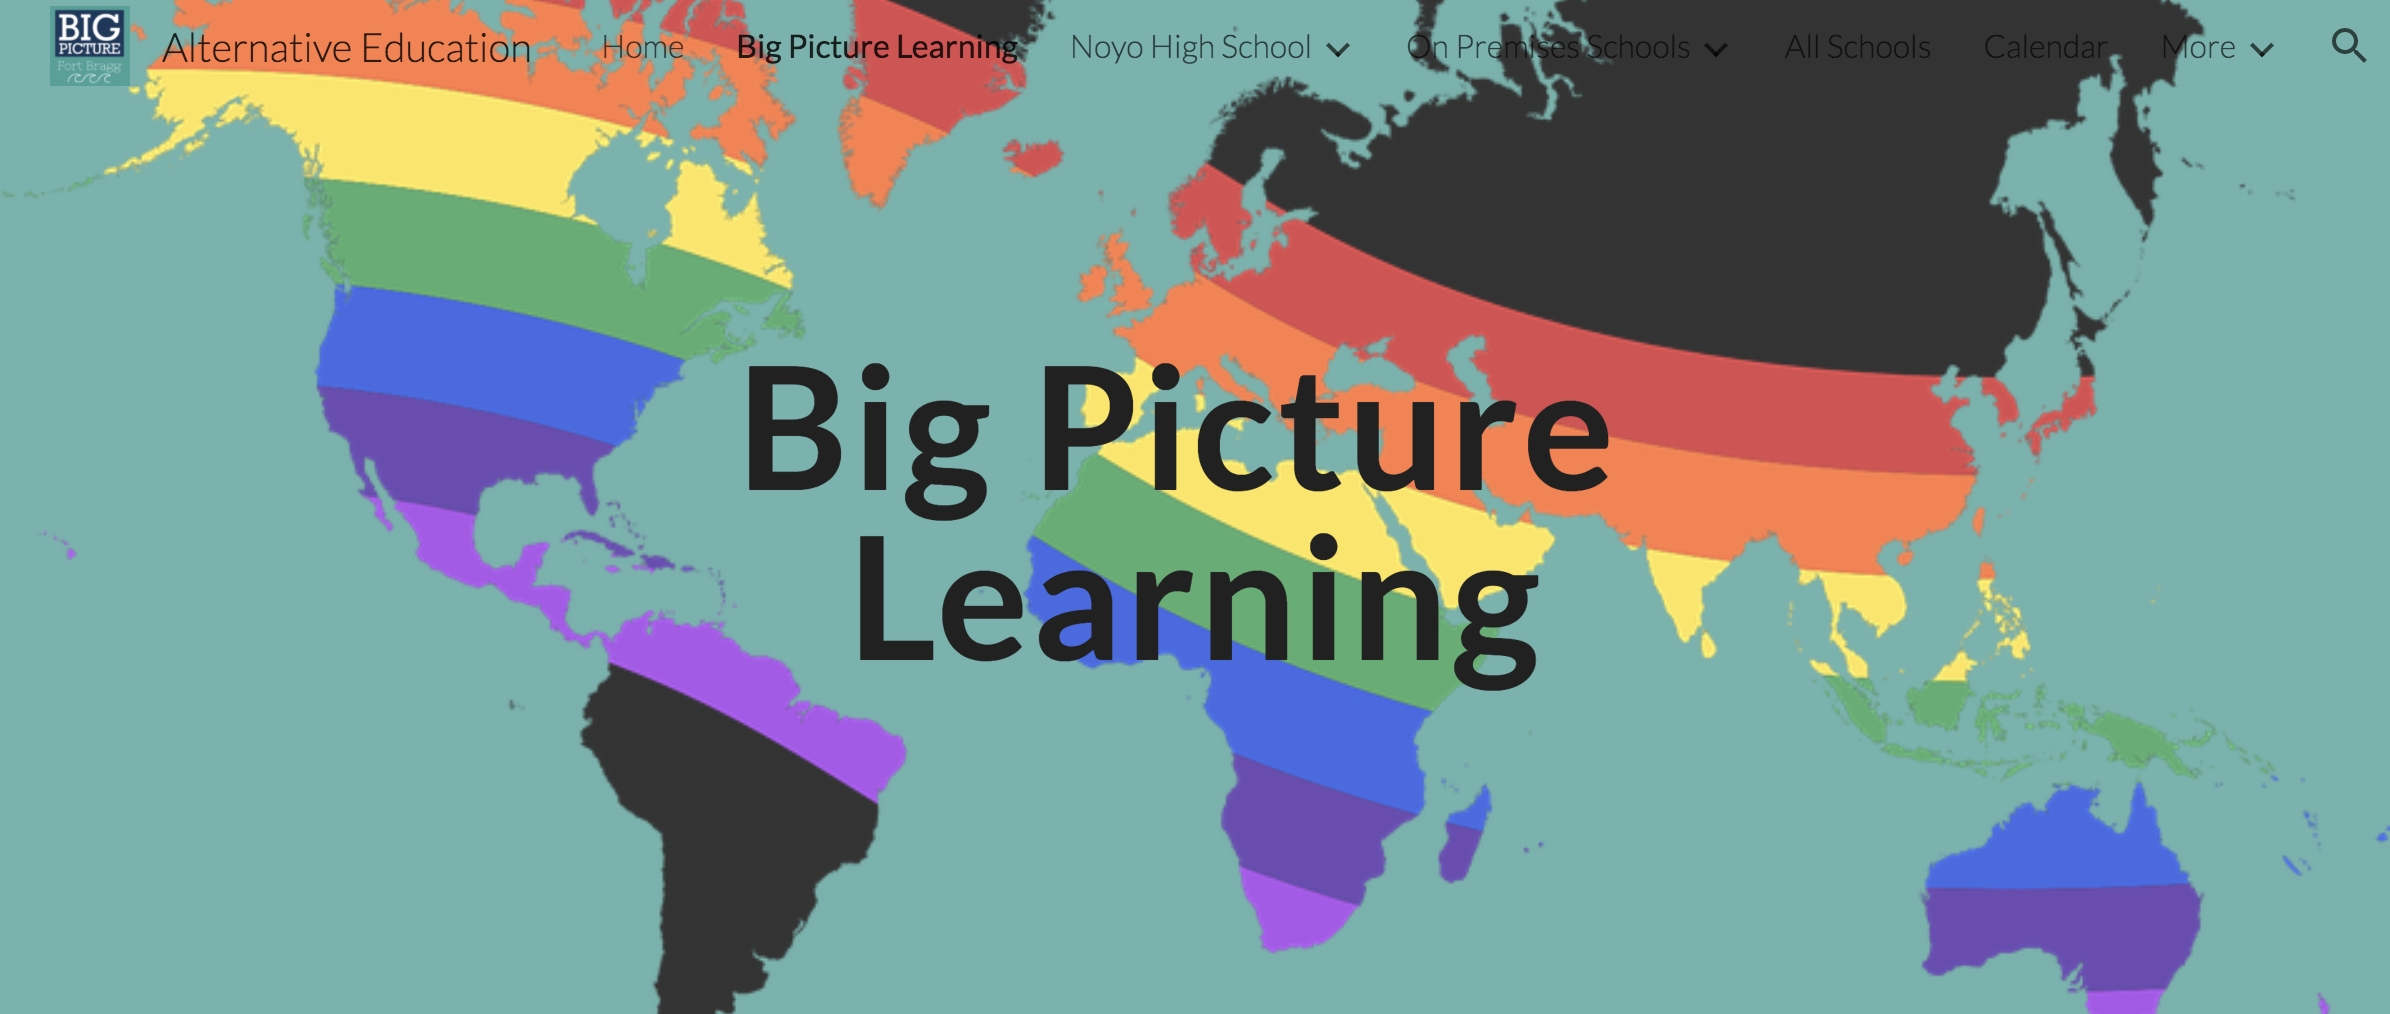 BIG
PICTURE
Fort Bragg
Alternative Education
Home
Big Picture Learning
Noyo High School
On Premises Schools
All Schools
Calendar
More
Big Picture
Learning